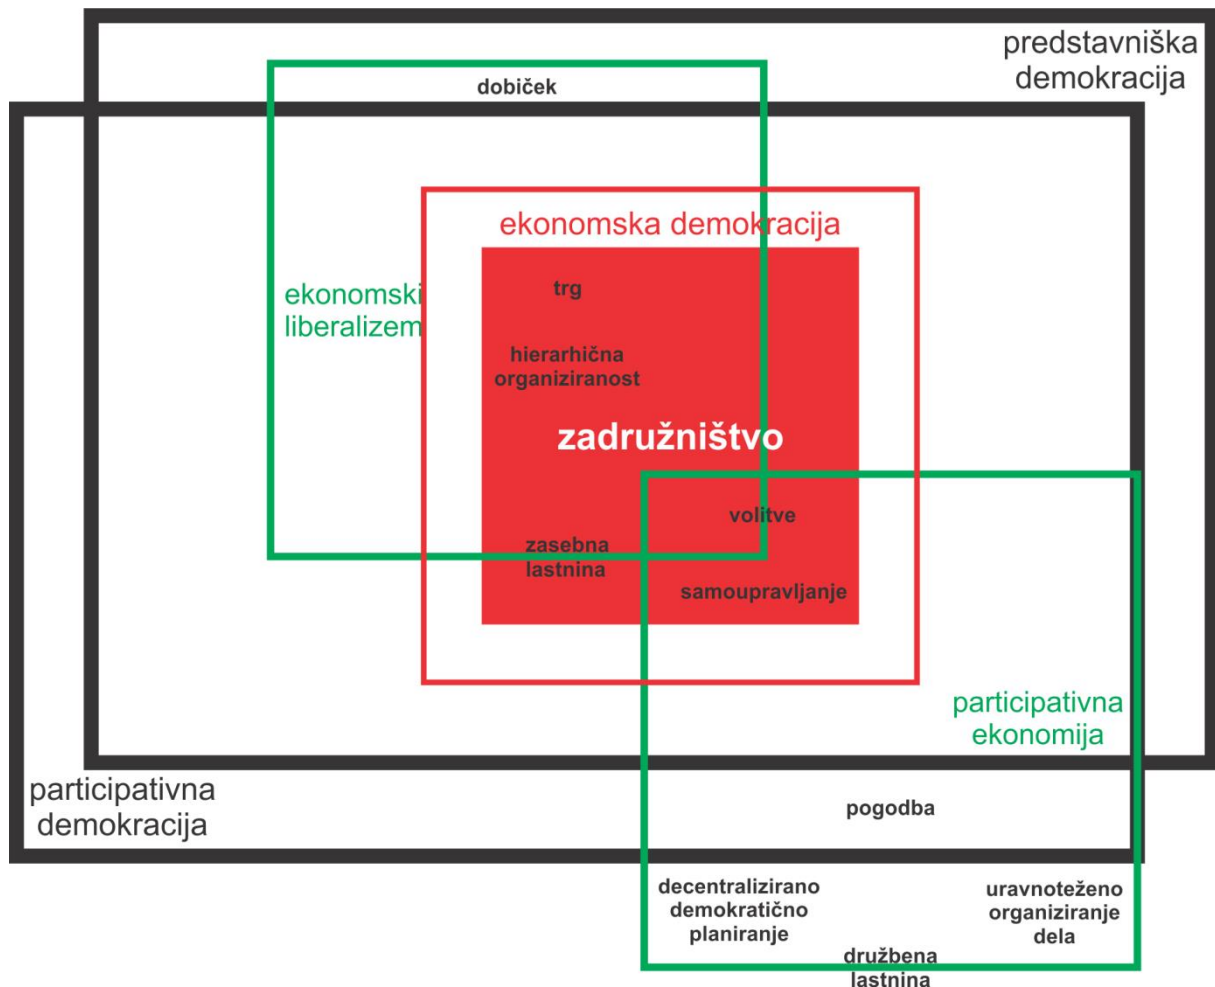 predstavniška
demokracija
dobiček
ekonomska demokracija
trg
ekonomski
liberalizem
hierarhična
organiziranost
zadružništvo
volitve
zasebna
lastnina
samoupravljanje
participativna
ekonomija
participativna
demokracija
pogodba
decentralizirano
demokratično
planiranje
uravnoteženo
organiziranje
dela
družbena
lastnina